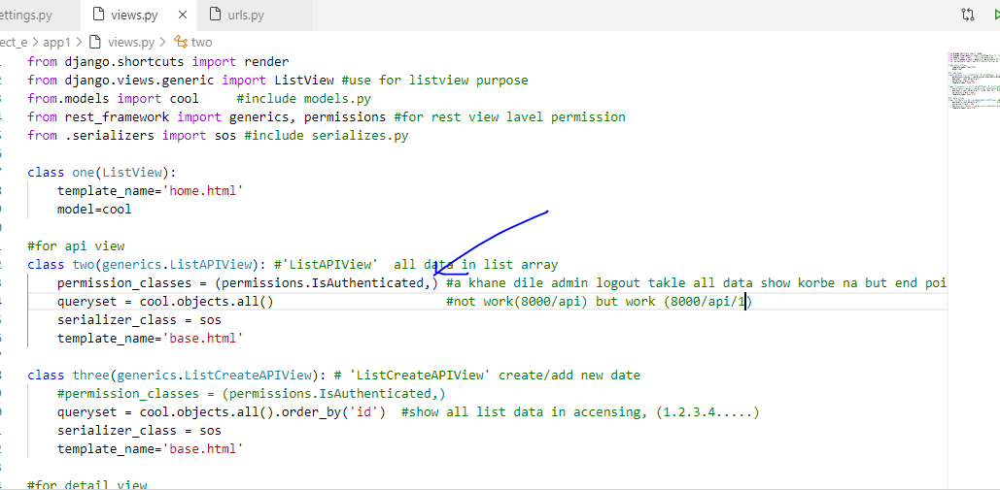 ettings.py views.py × urls.py
ect_e > app1 > views.py > two
from django.shortcuts import render
from django.views.generic import ListView #use for listview purpose
from.models import cool #include models.py
from rest_framework import generics, permissions #for rest view lavel permission
from .serializers import sos #include serializes.py
class one(ListView):
template_name='home.html'
model=cool
#for api view
class two(generics.ListAPIView): #'ListAPIView' all data in list array
permission_classes = (permissions.IsAuthenticated,) #a khane dile admin logout takle all data show korbe na but end poi
queryset = cool.objects.all() #not work(8000/api) but work (8000/api/1)
serializer_class = sos
template_name='base.html'
class three(generics.ListCreateAPIView): # 'ListCreateAPIView' create/add new date
#permission_classes = (permissions.IsAuthenticated,)
queryset = cool.objects.all().order_by('id') #show all list data in accensing, (1.2.3.4.....)
serializer_class = sos
template_name='base.html'
#for detail view